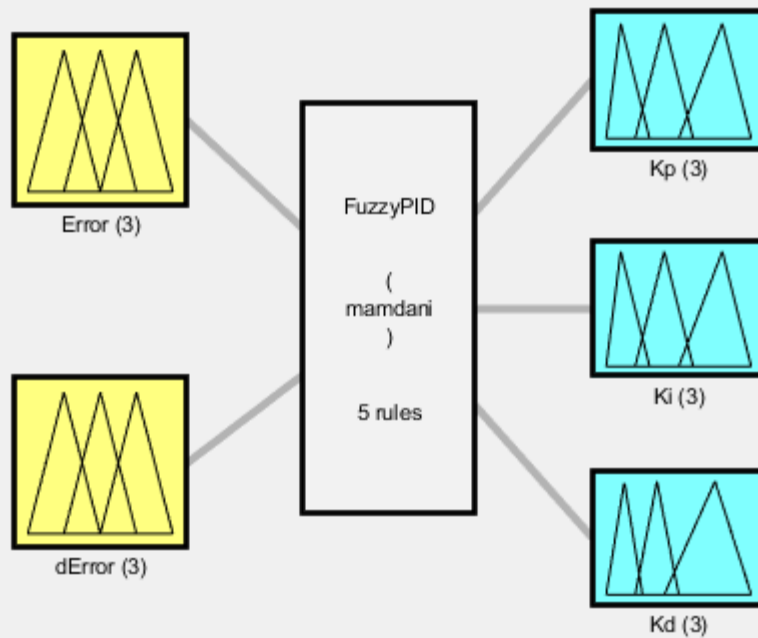 Error (3)
dError (3)
FuzzyPID
(
mamdani
)
5 rules
Kp (3)
Ki (3)
Kd (3)